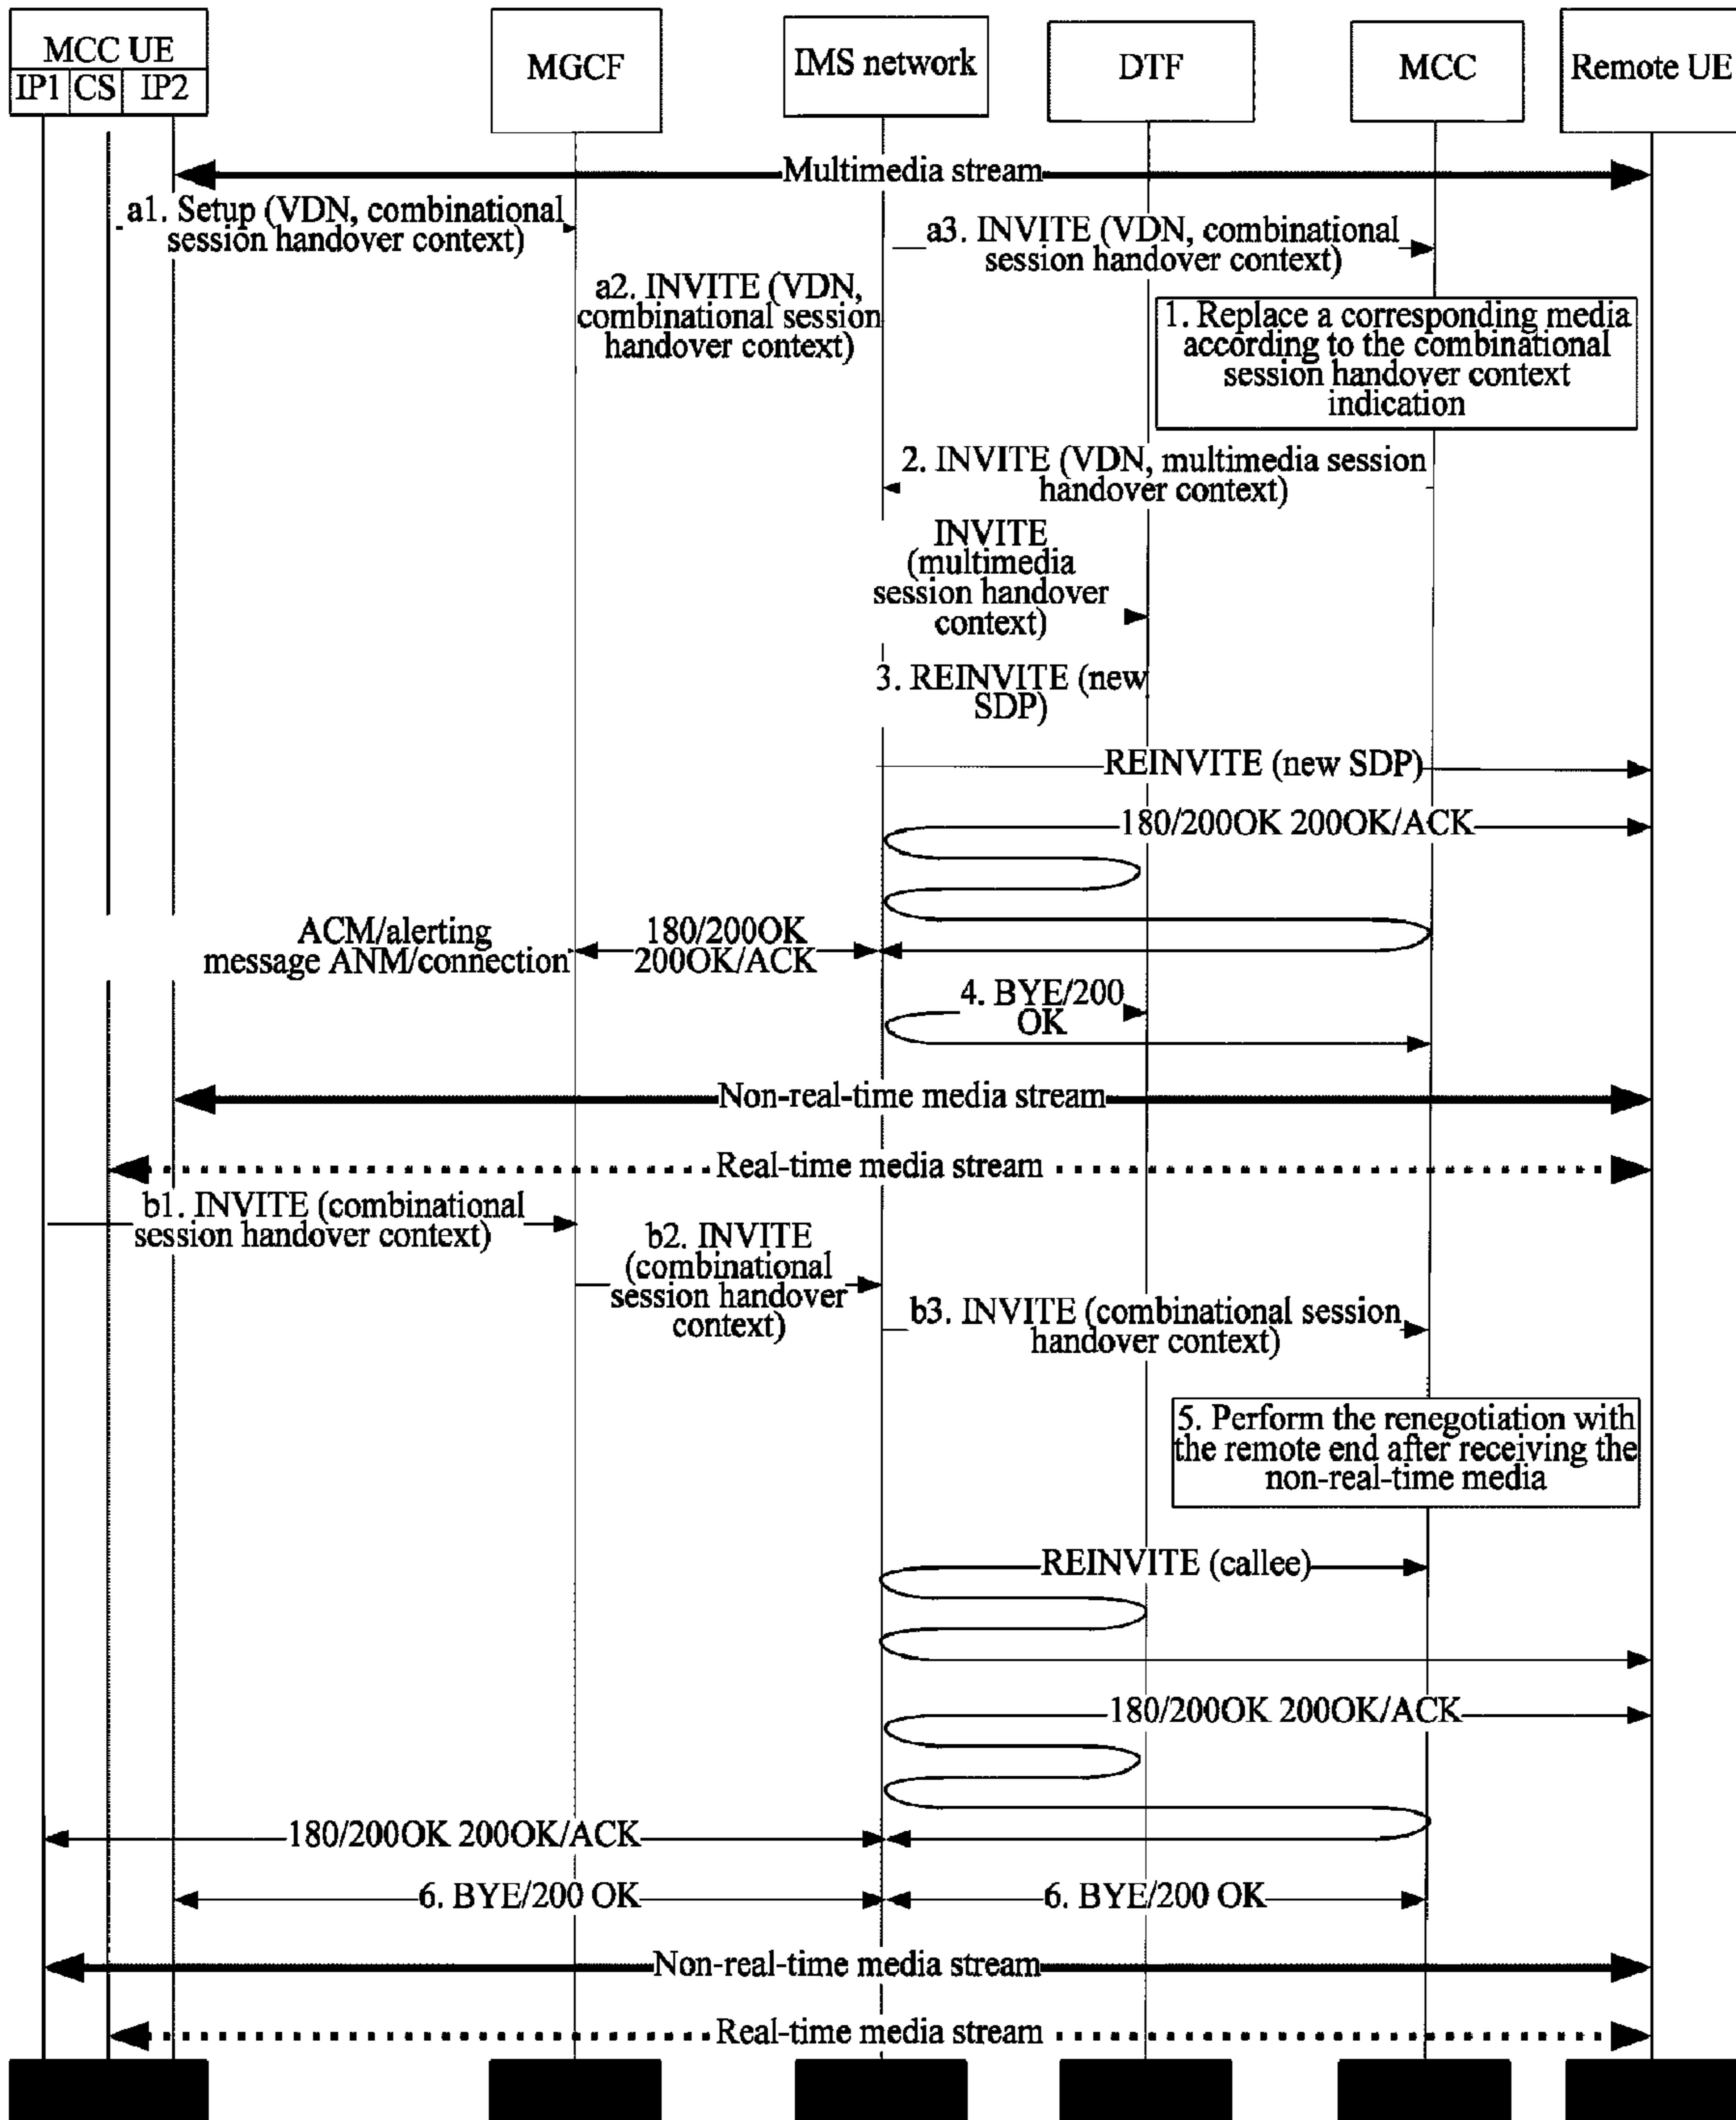 MCC UE
IP1 CS IP2
MGCF
IMS network
DTF
MCC
Remote UE
Multimedia stream
a1. Setup (VDN, combinational
session handover context)
a3. INVITE (VDN, combinational
session handover context)
a2. INVITE (VDN,
combinational session
handover context)
1. Replace a corresponding media
according to the combinational
session handover context
indication
2. INVITE (VDN, multimedia session
handover context)
INVITE
(multimedia
session handover
context)
3. REINVITE (new
SDP)
REINVITE (new SDP)
180/200OK 200OK/ACK
ACM/alerting
message ANM/connection
180/200OK
200OK/ACK
4. BYE/200
OK
Non-real-time media stream
Real-time media stream
b1. INVITE (combinational
session handover context)
b2. INVITE
(combinational
session handover
context)
b3. INVITE (combinational session
handover context)
5. Perform the renegotiation with
the remote end after receiving the
non-real-time media
REINVITE (callee)
180/200OK 200OK/ACK
180/200OK 200OK/ACK
6. BYE/200 OK
6. BYE/200 OK
Non-real-time media stream
Real-time media stream